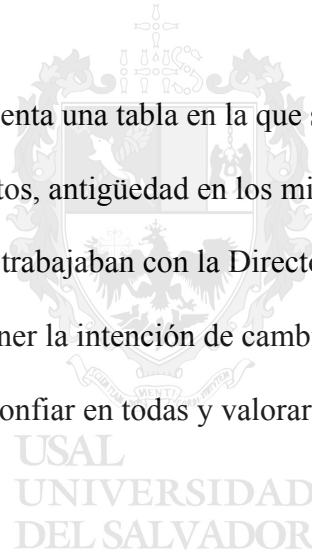 enta una tabla en la que s
tos, antigüedad en los mi
trabajaban con la Directo
ner la intención de camb
onfiar en todas y valorar
USAL
UNIVERSIDAD
DEL SALVADOR